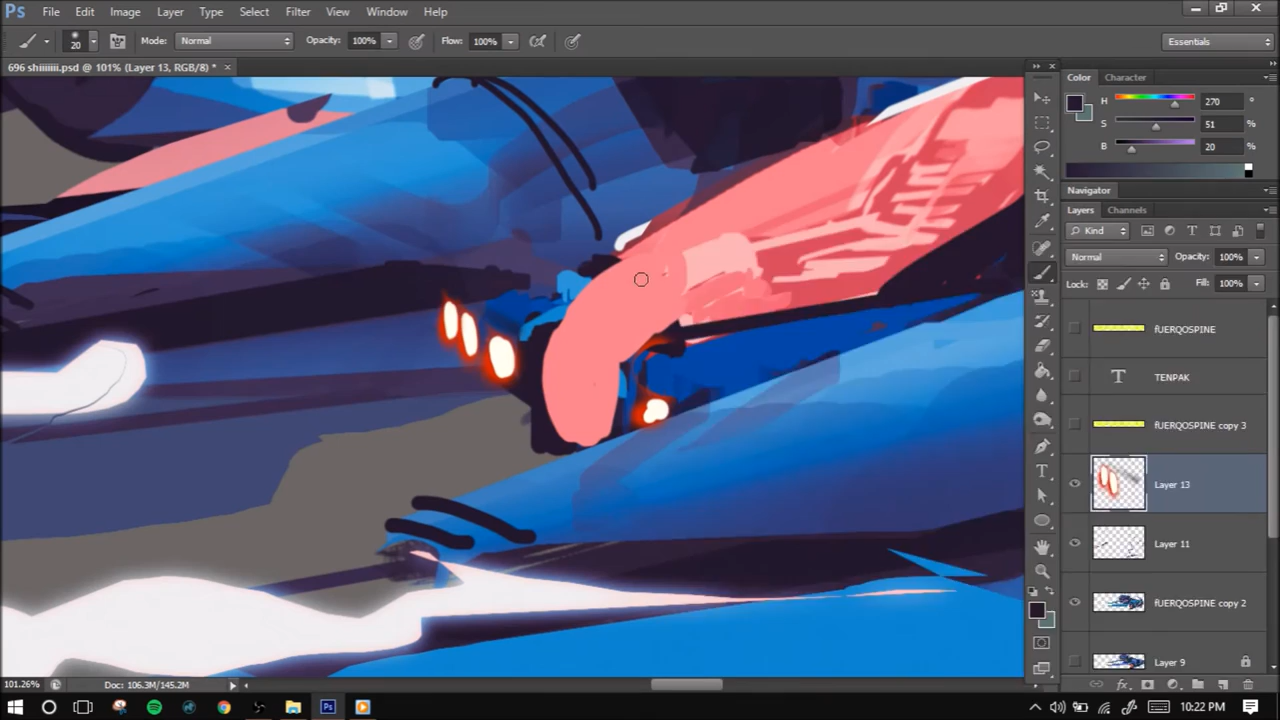 Ps File Edit Image Layer Type Select Filter View Window Help
20 Mode: Normal Opacity: 100% Flow: 100% Essentials
696 shiiiiiii.psd @ 101% (Layer 13, RGB/8) * ×
Color Character
H 270 °
S 51 %
B 20 %
Navigator
Layers Channels
Kind
Normal Opacity: 100%
Lock: Fill: 100%
fUERQOSPINE
T TENPAK
fUERQOSPINE copy 3
Layer 13
Layer 11
fUERQOSPINE copy 2
Layer 9
101.26% Doc: 106.3M/145.2M
10:22 PM